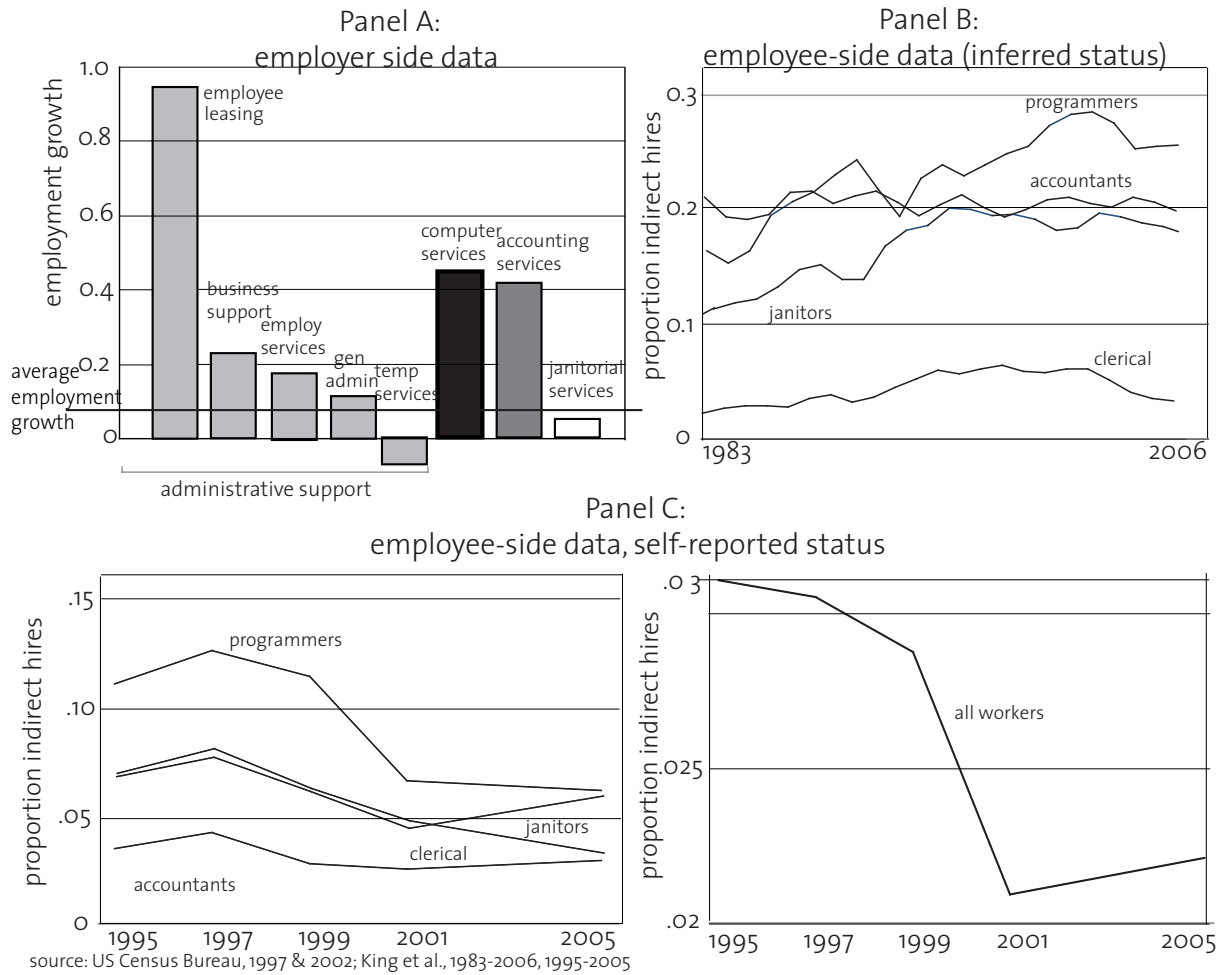 Panel A:
employer side data
employment growth
1.0
0.8
0.6
0.4
0.2
0
average
employment
growth
employee
leasing
business
support
employ
services
gen
admin
temp
services
computer
services
accounting
services
janitorial
services
administrative support
Panel B:
employee-side data (inferred status)
proportion indirect hires
0.3
0.2
0.1
0
programmers
accountants
janitors
clerical
1983
2006
Panel C:
employee-side data, self-reported status
proportion indirect hires
.15
.10
.05
0
programmers
janitors
clerical
accountants
1995 1997 1999 2001 2005
proportion indirect hires
.03
.025
.02
all workers
1995 1997 1999 2001 2005
source: US Census Bureau, 1997 & 2002; King et al., 1983-2006, 1995-2005